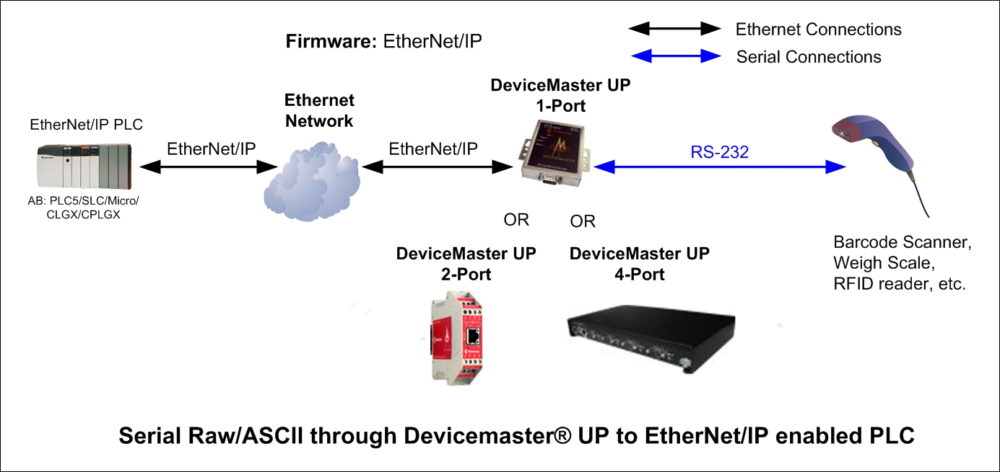 Firmware: EtherNet/IP
Ethernet Connections
Serial Connections
DeviceMaster UP
1-Port
Ethernet
Network
EtherNet/IP PLC
EtherNet/IP
EtherNet/IP
RS-232
DEVICEMASTER
AB: PLC5/SLC/Micro/
CLGX/CPLGX
OR
OR
DeviceMaster UP
2-Port
DeviceMaster UP
4-Port
Barcode Scanner,
Weigh Scale,
RFID reader, etc.
Serial Raw/ASCII through Devicemaster® UP to EtherNet/IP enabled PLC